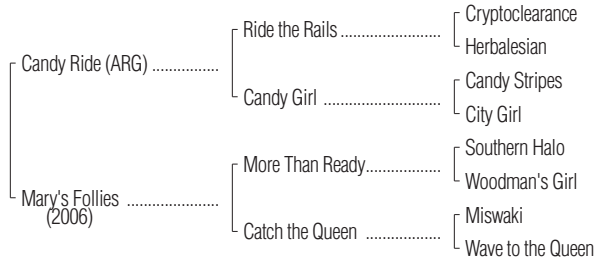 Cryptoclearance
Ride the Rails ........................
Herbalesian
Candy Ride (ARG) ................
Candy Stripes
Candy Girl ............................
City Girl
Southern Halo
More Than Ready..................
Woodman's Girl
Mary's Follies ......................
(2006)
Miswaki
Catch the Queen ..................
Wave to the Queen